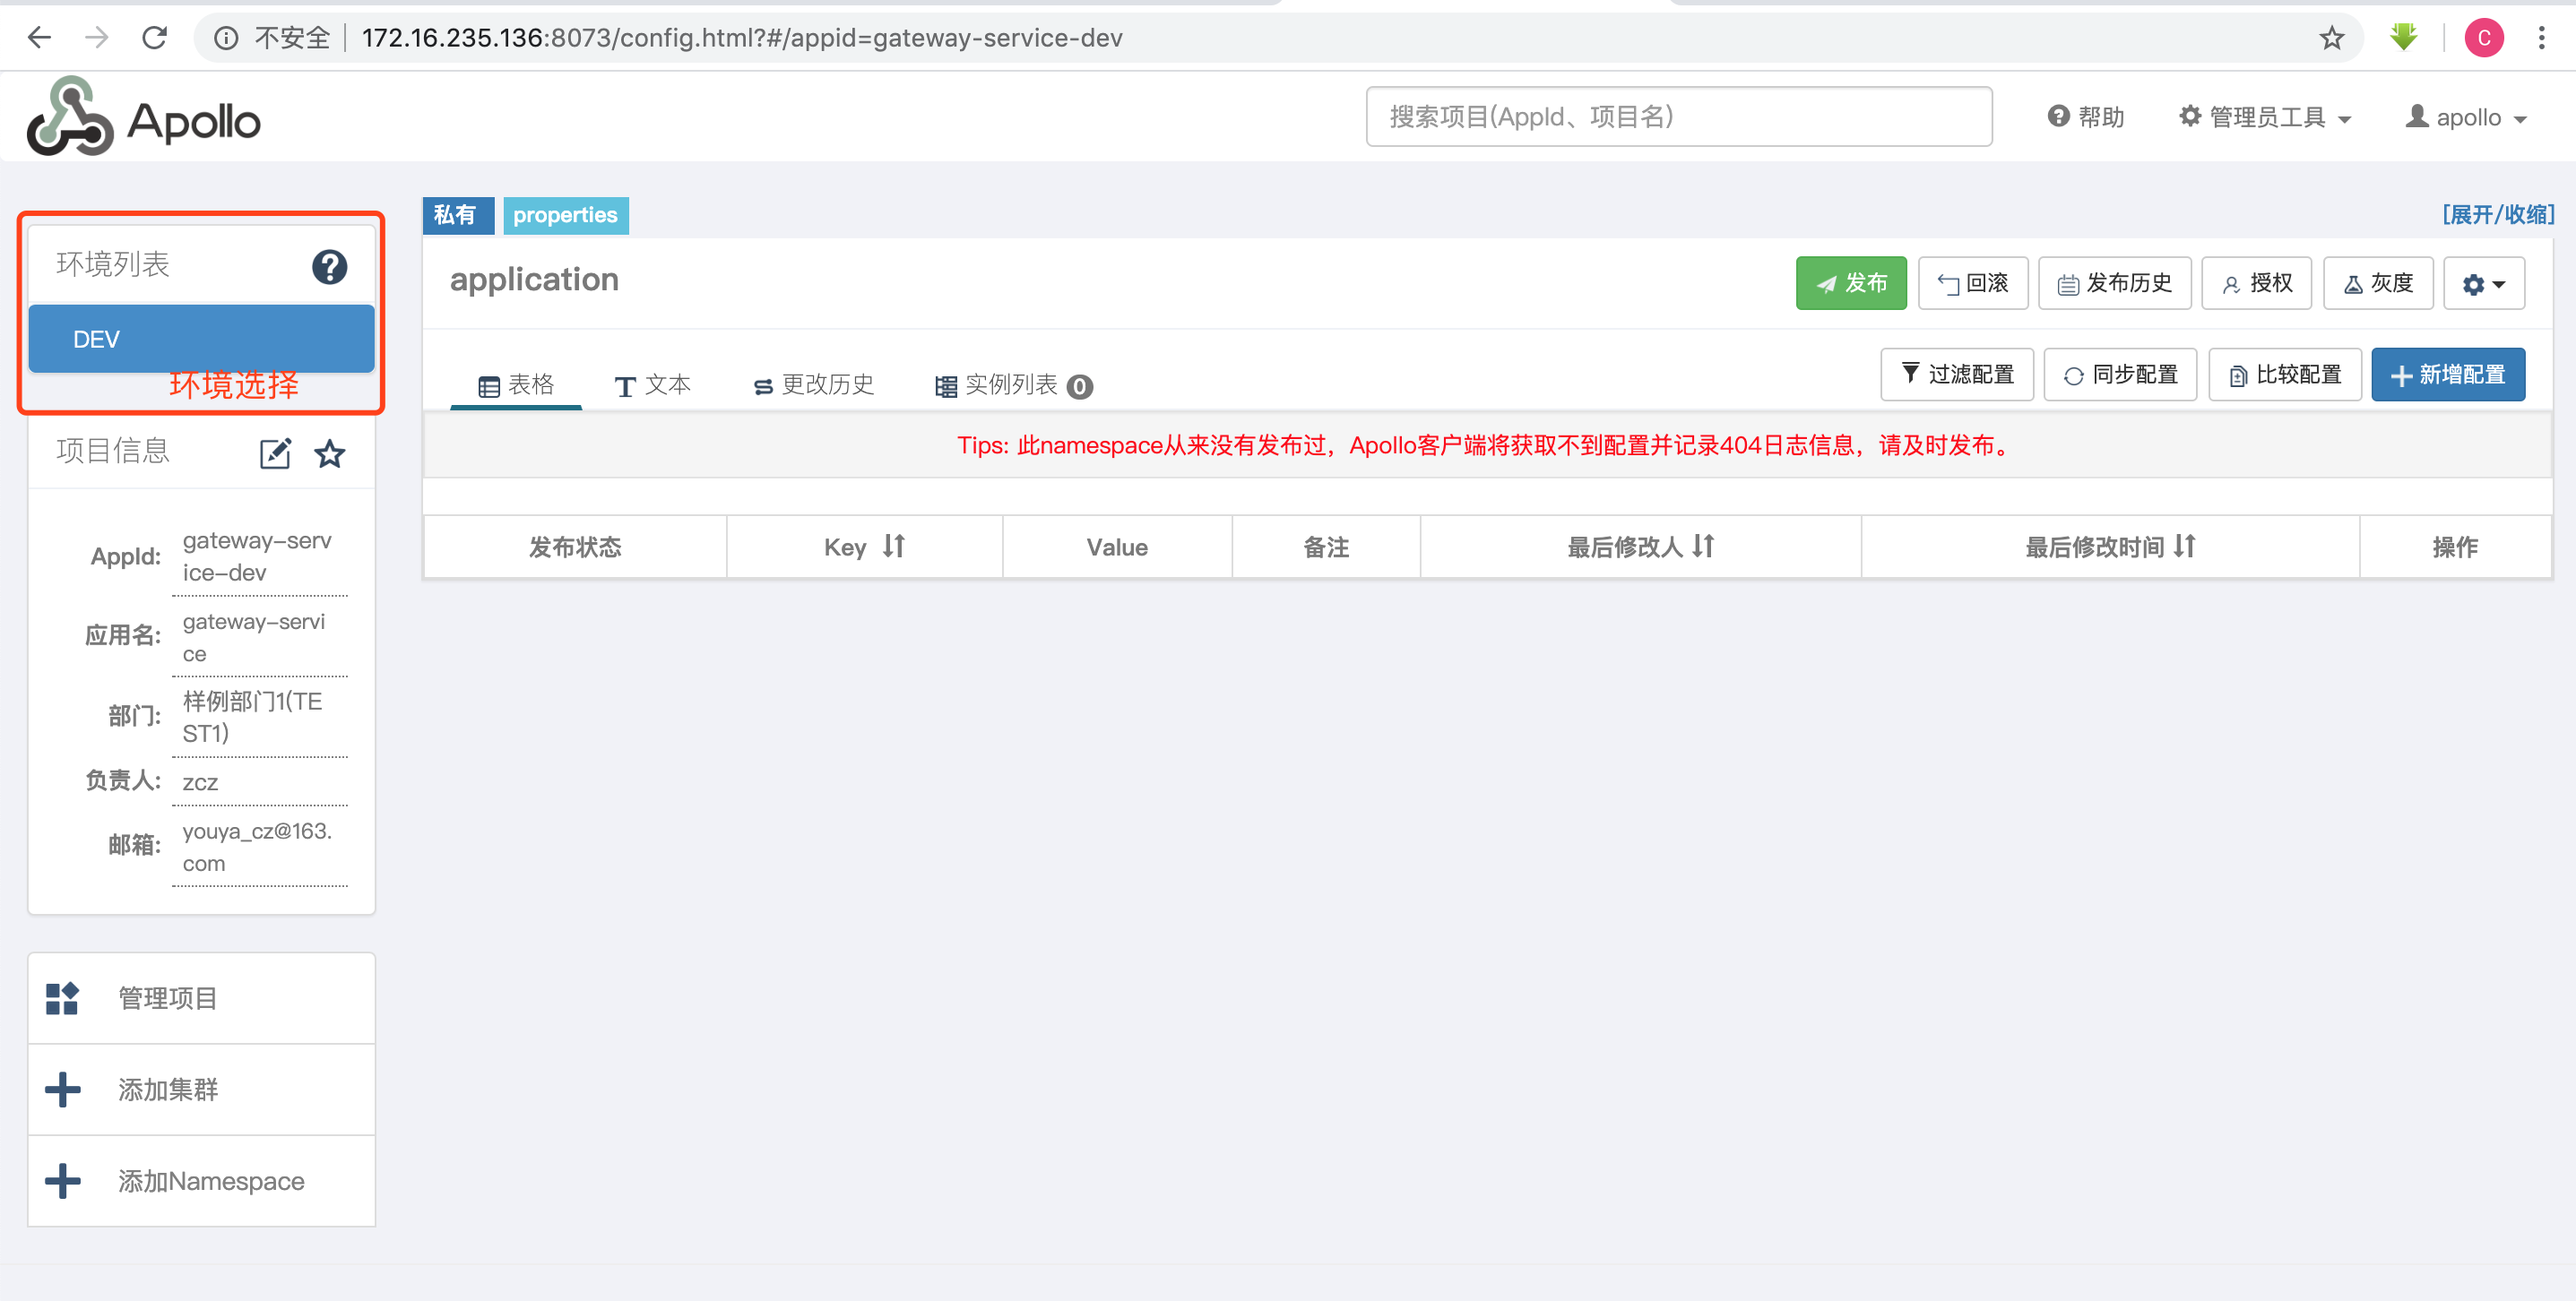 不安全 172.16.235.136:8073/config.html?#/appid=gateway-service-dev
C
Apollo
搜索项目(AppId、项目名)
帮助
管理员工具
apollo
环境列表
DEV
环境选择
项目信息
AppId:
gateway-serv
ice-dev
应用名:
gateway-servi
ce
部门:
样例部门1(TE
ST1)
负责人:
zcz
邮箱:
youya_cz@163.
com
管理项目
添加集群
添加Namespace
私有 properties
[展开/收缩]
application
发布 回滚 发布历史 授权 灰度
表格 文本 更改历史 实例列表 0
过滤配置 同步配置 比较配置 新增配置
Tips: 此namespace从来没有发布过，Apollo客户端将获取不到配置并记录404日志信息，请及时发布。
发布状态 Key Value 备注 最后修改人 最后修改时间 操作